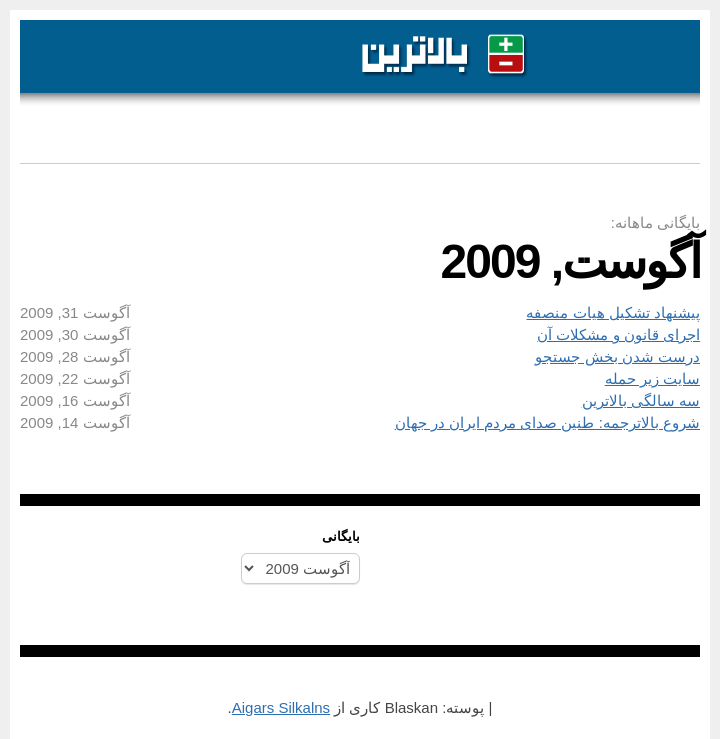 بالاترین
بایگانی ماهانه:
آگوست, 2009
پیشنهاد تشکیل هیات منصفه آگوست 31, 2009
اجرای قانون و مشکلات آن آگوست 30, 2009
درست شدن بخش جستجو آگوست 28, 2009
سایت زیر حمله آگوست 22, 2009
سه سالگی بالاترین آگوست 16, 2009
شروع بالاترجمه: طنین صدای مردم ایران در جهان آگوست 14, 2009
بایگانی
آگوست 2009
| پوسته: Blaskan کاری از Aigars Silkalns.